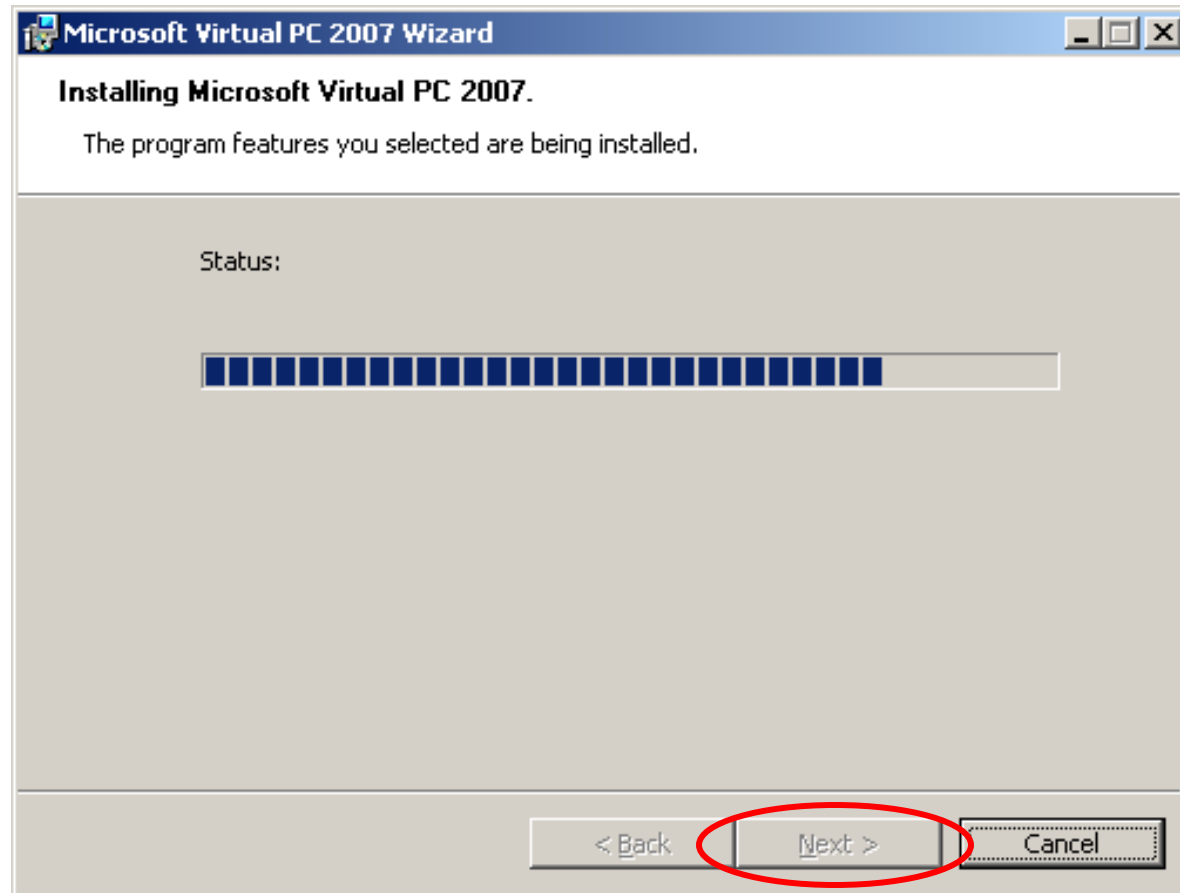 Microsoft Virtual PC 2007 Wizard
Installing Microsoft Virtual PC 2007.
The program features you selected are being installed.
Status:
< Back Next > Cancel